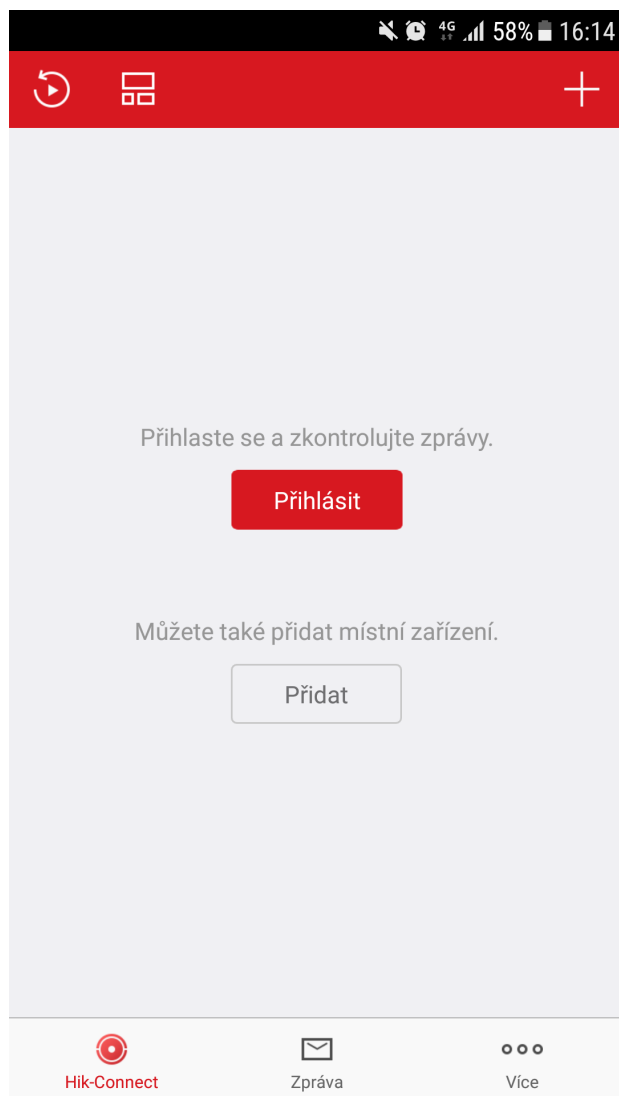 4G 58% 16:14
Přihlaste se a zkontrolujte zprávy.
Přihlásit
Můžete také přidat místní zařízení.
Přidat
Hik-Connect Zpráva Více